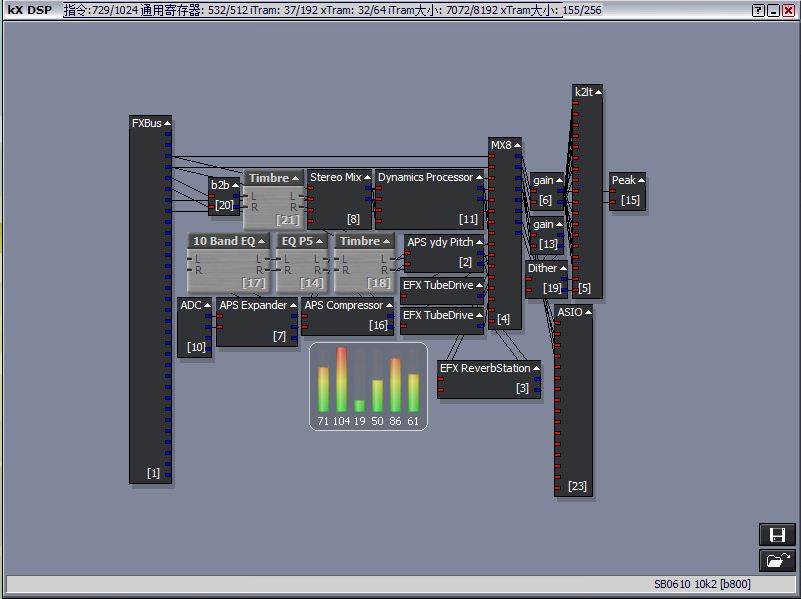 kX DSP 指令:729/1024 通用寄存器: 532/512 iTram: 37/192 xTram: 32/64 iTram大小: 7072/8192 xTram大小: 155/256
k2lt
FXBus
MX8
Timbre
Stereo Mix
Dynamics Processor
gain
Peak
b2b
L
R
[20]
[21]
[8]
[11]
[6]
[15]
gain
10 Band EQ
EQ P5
Timbre
APS ydy Pitch
[13]
L
R
L
R
L
R
[2]
Dither
[17]
[14]
[18]
EFX TubeDrive
[19]
[5]
ADC
APS Expander
APS Compressor
EFX TubeDrive
[4]
ASIO
[16]
[7]
[10]
71 104 19 50 86 61
EFX ReverbStation
[3]
[1]
[23]
SB0610 10k2 [b800]